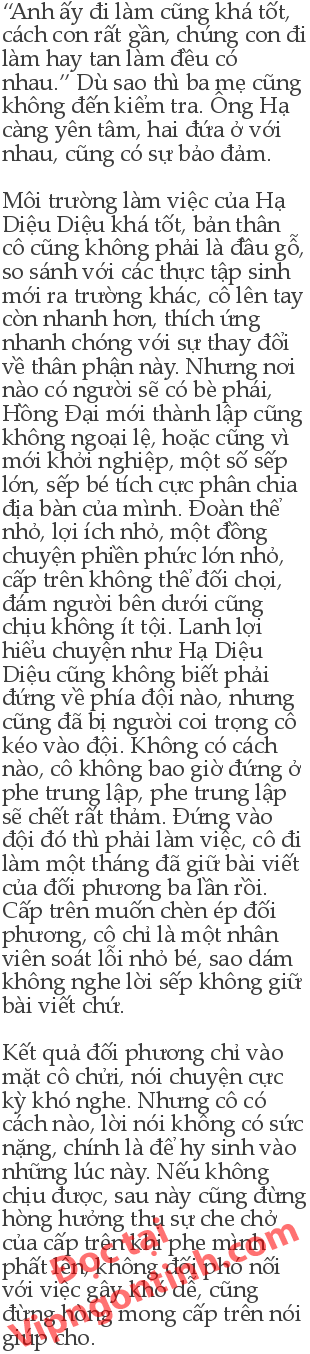 “Anh ấy đi làm cũng khá tốt,
cách con rất gần, chúng con đi
làm hay tan làm đều có
nhau.” Dù sao thì ba mẹ cũng
không đến kiểm tra. Ông Hạ
càng yên tâm, hai đứa ở với
nhau, cũng có sự bảo đảm.

Môi trường làm việc của Hạ
Diệu Diệu khá tốt, bản thân
cô cũng không phải là đầu gỗ,
so sánh với các thực tập sinh
mới ra trường khác, cô lên tay
còn nhanh hơn, thích ứng
nhanh chóng với sự thay đổi
về thân phận này. Nhưng nơi
nào có người sẽ có bè phái,
Hồng Đại mới thành lập cũng
không ngoại lệ, hoặc cũng vì
mới khởi nghiệp, một số sếp
lớn, sếp bé tích cực phân chia
địa bàn của mình. Đoàn thể
nhỏ, lợi ích nhỏ, một đồng
chuyện phiền phức lớn nhỏ,
cấp trên không thể đối chọi,
đám người bên dưới cũng
chịu không ít tội. Lanh lợi
hiểu chuyện như Hạ Diệu
Diệu cũng không biết phải
đứng về phía đội nào, nhưng
cũng đã bị người coi trọng cô
kéo vào đội. Không có cách
nào, cô không bao giờ đứng ở
phe trung lập, phe trung lập
sẽ chết rất thảm. Đứng vào
đội đó thì phải làm việc, cô đi
làm một tháng đã giữ bài viết
của đối phương ba lần rồi.
Cấp trên muốn chèn ép đối
phương, cô chỉ là một nhân
viên soát lỗi nhỏ bé, sao dám
không nghe lời sếp không giữ
bài viết chứ.

Kết quả đối phương chỉ vào
mặt cô chửi, nói chuyện cực
kỳ khó nghe. Nhưng cô có
cách nào, lời nói không có sức
nặng, chính là để hy sinh vào
những lúc này. Nếu không
chịu được, sau này cũng đừng
hòng hưởng thụ sự che chở
của cấp trên khi phe mình
phất lên, không đối phó nổi
với việc gây khó dễ, cũng
đừng hòng mong cấp trên nói
giúp cho.
Đọc tại
Vipngontinh.com